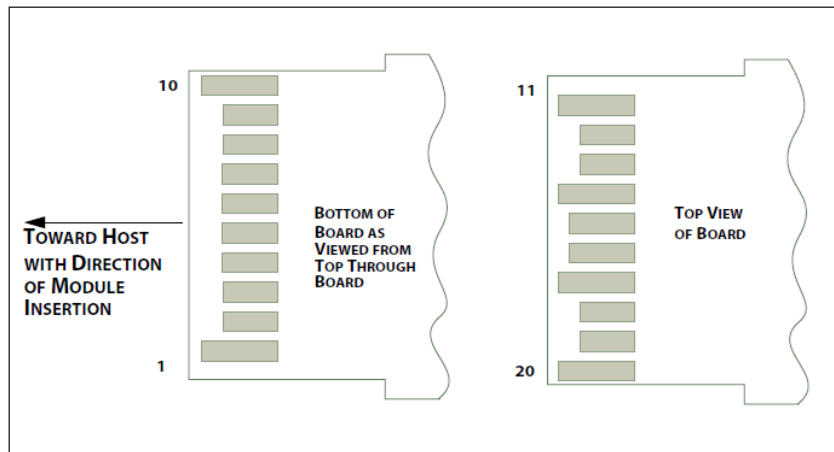 10
BOTTOM OF
BOARD AS
VIEWED FROM
TOP THROUGH
BOARD
TOWARD HOST
WITH DIRECTION
OF MODULE
INSERTION
1
11
TOP VIEW
OF BOARD
20